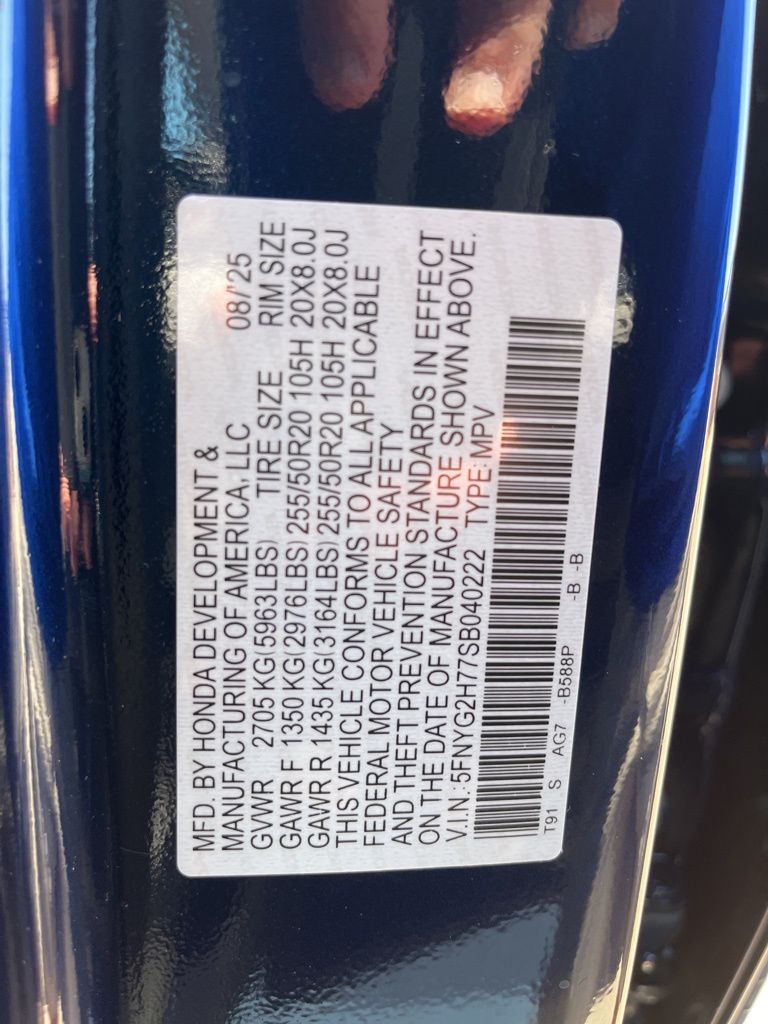 MFD. BY HONDA DEVELOPMENT &
MANUFACTURING OF AMERICA, LLC 08/'25
GVWR 2705 KG(5963LBS) TIRE SIZE RIM SIZE
GAWR F 1350 KG(2976LBS) 255/50R20 105H 20X8.0J
GAWR R 1435 KG(3164LBS) 255/50R20 105H 20X8.0J
THIS VEHICLE CONFORMS TO ALL APPLICABLE
FEDERAL MOTOR VEHICLE SAFETY
AND THEFT PREVENTION STANDARDS IN EFFECT
ON THE DATE OF MANUFACTURE SHOWN ABOVE.
V.I.N.:5FNYG2H77SB040222 TYPE:MPV
T91 S AG7 -B588P -B -B